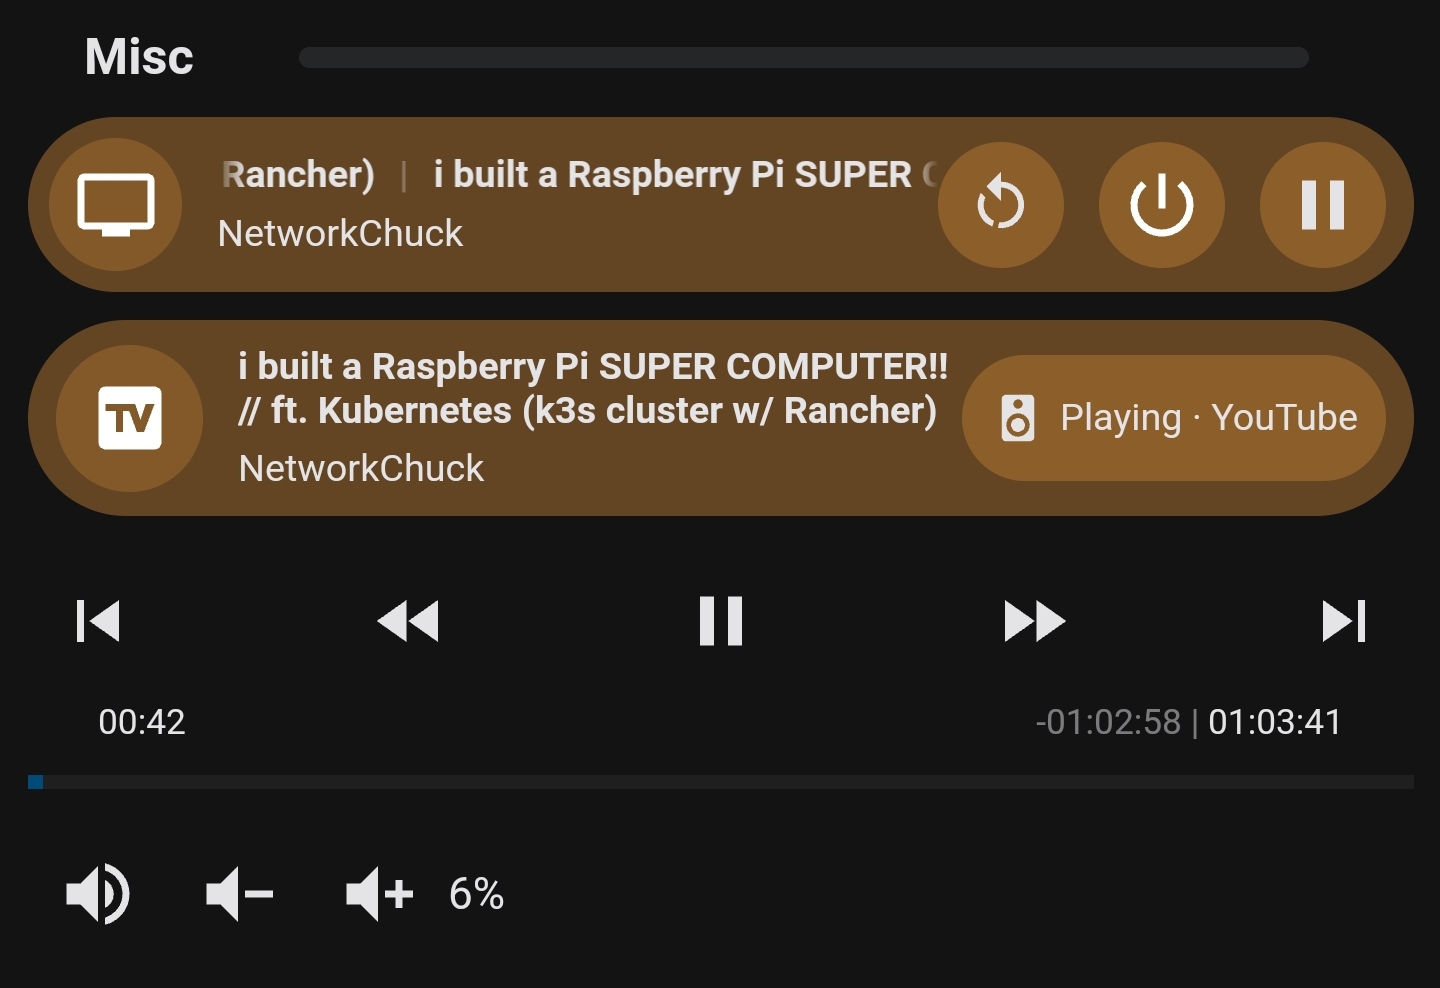 Misc
Rancher) | i built a Raspberry Pi SUPER
NetworkChuck
TV
i built a Raspberry Pi SUPER COMPUTER!!
// ft. Kubernetes (k3s cluster w/ Rancher)
NetworkChuck
Playing · YouTube
00:42
-01:02:58 | 01:03:41
6%